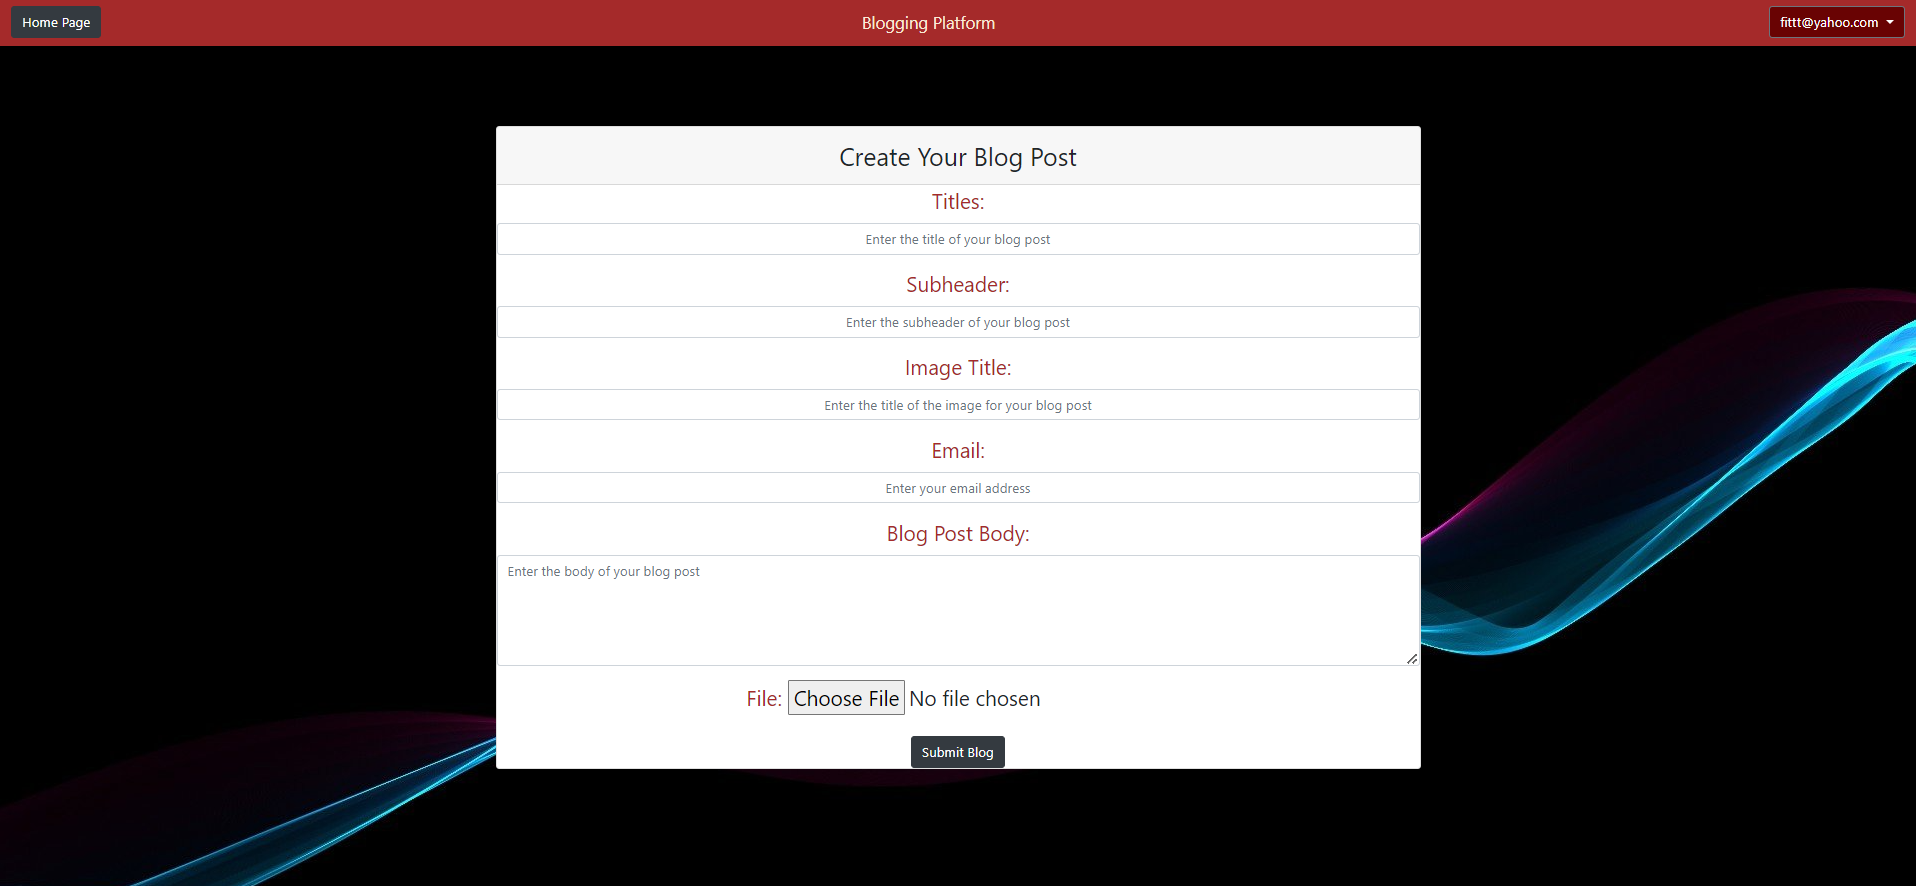 Home Page
Blogging Platform
fittt@yahoo.com
Create Your Blog Post
Titles:
Enter the title of your blog post
Subheader:
Enter the subheader of your blog post
Image Title:
Enter the title of the image for your blog post
Email:
Enter your email address
Blog Post Body:
Enter the body of your blog post
File: Choose File No file chosen
Submit Blog